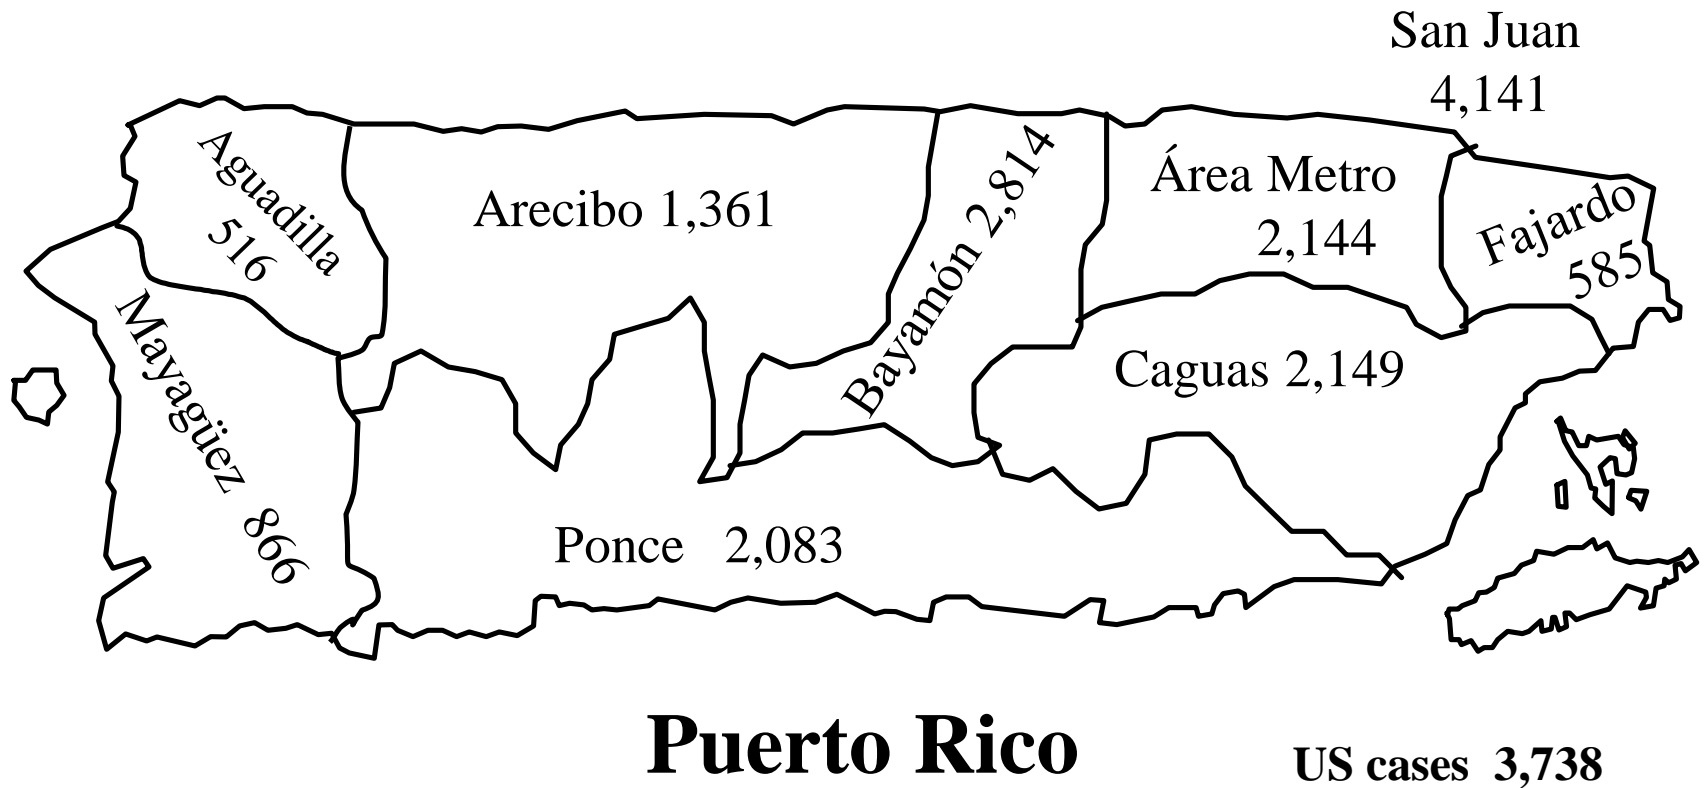 San Juan
4,141
Aguadilla
516
Arecibo 1,361
Bayamón 2,814
Área Metro
2,144
Fajardo
585
Mayagüez 866
Caguas 2,149
Ponce 2,083
Puerto Rico
US cases 3,738